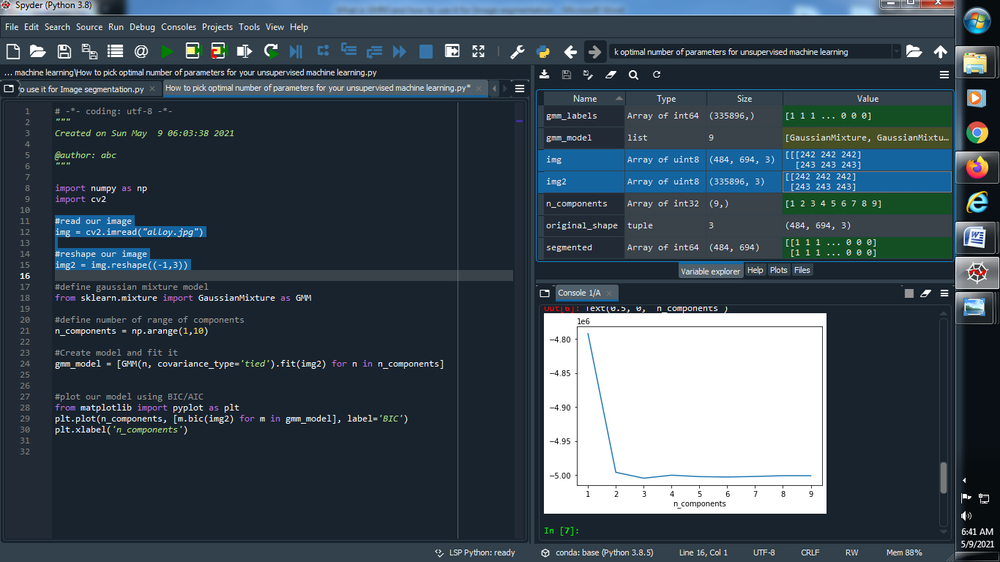 Spyder (Python 3.8)
File Edit Search Source Run Debug Consoles Projects Tools View Help
k optimal number of parameters for unsupervised machine learning
... machine learning\How to pick optimal number of parameters for your unsupervised machine learning.py
o use it for Image segmentation.py
How to pick optimal number of parameters for your unsupervised machine learning.py*
1 # -*- coding: utf-8 -*-
2 """
3 Created on Sun May  9 06:03:38 2021
4
5 @author: abc
6 """
7
8 import numpy as np
9 import cv2
10
11 #read our image
12 img = cv2.imread("alloy.jpg")
13
14 #reshape our image
15 img2 = img.reshape((-1,3))
16
17 #define gaussian mixture model
18 from sklearn.mixture import GaussianMixture as GMM
19
20 #define number of range of components
21 n_components = np.arange(1,10)
22
23 #Create model and fit it
24 gmm_model = [GMM(n, covariance_type='tied').fit(img2) for n in n_components]
25
26
27 #plot our model using BIC/AIC
28 from matplotlib import pyplot as plt
29 plt.plot(n_components, [m.bic(img2) for m in gmm_model], label='BIC')
30 plt.xlabel('n_components')
31
32
Name Type Size Value
gmm_labels Array of int64 (335896,) [1 1 1 ... 0 0 0]
gmm_model list 9 [GaussianMixture, GaussianMixtu...
img Array of uint8 (484, 694, 3) [[[242 242 242]
[243 243 243]
img2 Array of uint8 (335896, 3) [[242 242 242]
[243 243 243]
n_components Array of int32 (9,) [1 2 3 4 5 6 7 8 9]
original_shape tuple 3 (484, 694, 3)
segmented Array of int64 (484, 694) [[1 1 1 ... 0 0 0]
[1 1 1 ... 0 0 0]
Variable explorer Help Plots Files
Console 1/A
Out[6]: Text(0.5, 0, 'n_components')
1e6
−4.80
−4.85
−4.90
−4.95
−5.00
1 2 3 4 5 6 7 8 9
n_components
In [7]:
LSP Python: ready conda: base (Python 3.8.5) Line 16, Col 1 UTF-8 CRLF RW Mem 88%
6:41 AM
5/9/2021